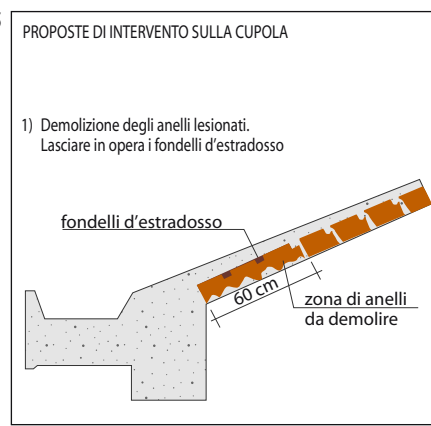 PROPOSTE DI INTERVENTO SULLA CUPOLA
1) Demolizione degli anelli lesionati.
Lasciare in opera i fondelli d'estradosso
fondelli d'estradosso
60 cm
zona di anelli
da demolire